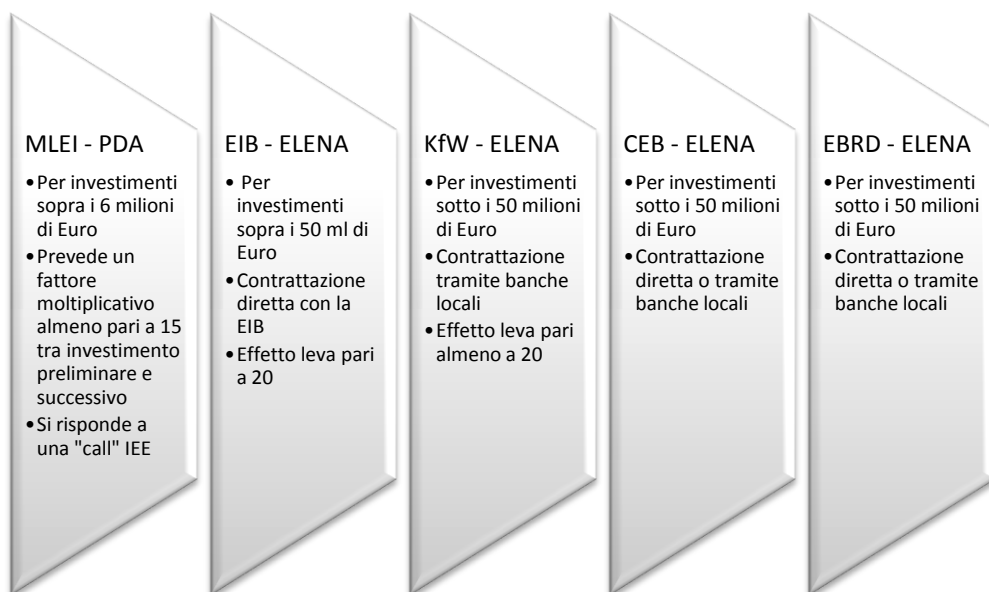 MLEI - PDA
•Per investimenti
sopra i 6 milioni
di Euro
•Prevede un
fattore
moltiplicativo
almeno pari a 15
tra investimento
preliminare e
successivo
•Si risponde a
una "call" IEE
EIB - ELENA
• Per
investimenti
sopra i 50 ml di
Euro
•Contrattazione
diretta con la
EIB
•Effetto leva pari
a 20
KfW - ELENA
•Per investimenti
sotto i 50 milioni
di Euro
•Contrattazione
tramite banche
locali
•Effetto leva pari
almeno a 20
CEB - ELENA
•Per investimenti
sotto i 50 milioni
di Euro
•Contrattazione
diretta o tramite
banche locali
EBRD - ELENA
•Per investimenti
sotto i 50 milioni
di Euro
•Contrattazione
diretta o tramite
banche locali